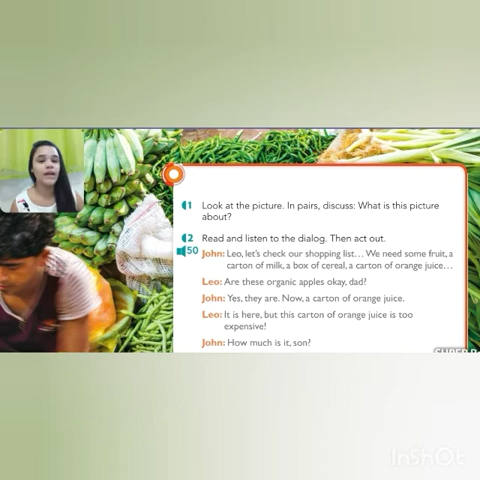 1 Look at the picture. In pairs, discuss: What is this picture
about?
2 Read and listen to the dialog. Then act out.
50
John: Leo, let's check our shopping list... We need some fruit, a
carton of milk, a box of cereal, a carton of orange juice...
Leo: Are these organic apples okay, dad?
John: Yes, they are. Now, a carton of orange juice.
Leo: It is here, but this carton of orange juice is too
expensive!
John: How much is it, son?
InShOt